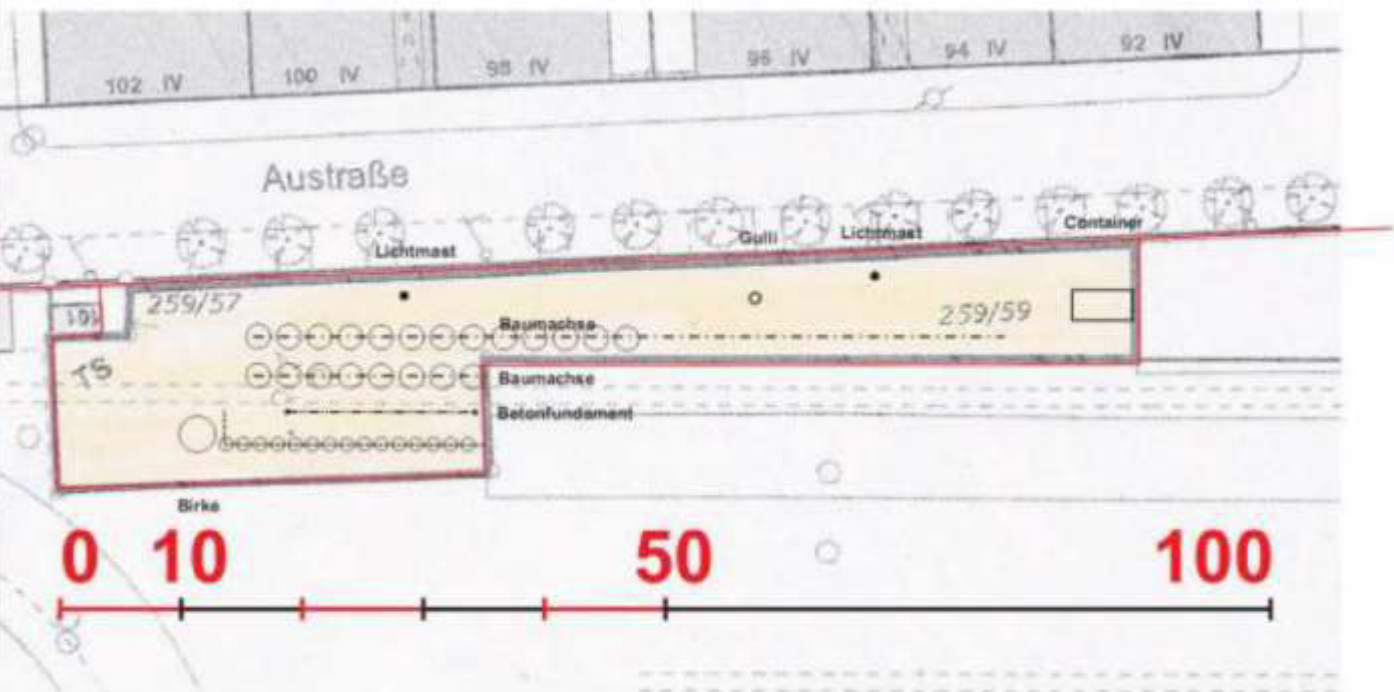 102 IV
100 IV
98 IV
96 IV
94 IV
92 IV
Austraße
Lichtmast
Gulli
Lichtmast
Container
259/57
101
259/59
Baumachse
TS
Baumachse
Betonfundament
Birke
0 10 50 100